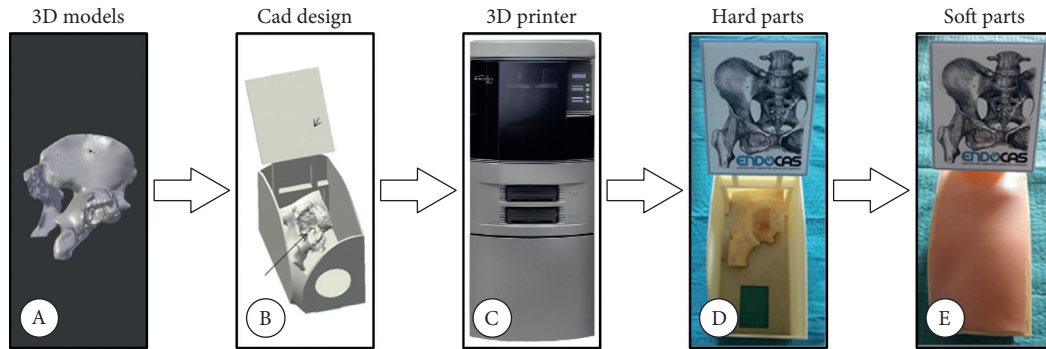 3D models
Cad design
3D printer
Hard parts
Soft parts
ENDOCAS
ENDOCAS
A
B
C
D
E